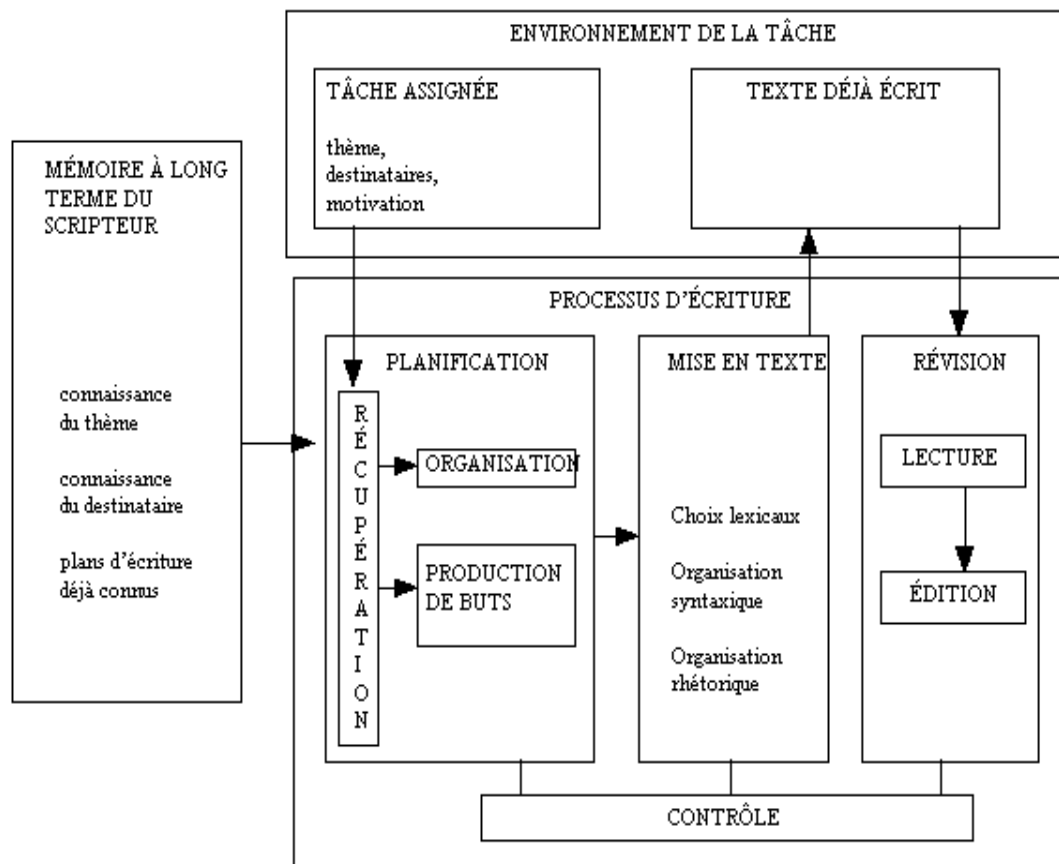 ENVIRONNEMENT DE LA TÂCHE
TÂCHE ASSIGNÉE
thème,
destinataires,
motivation
TEXTE DÉJÀ ÉCRIT
MÉMOIRE À LONG
TERME DU
SCRIPTEUR
connaissance
du thème
connaissance
du destinataire
plans d'écriture
déjà connus
PROCESSUS D'ÉCRITURE
PLANIFICATION
RÉCUPÉRATION
ORGANISATION
PRODUCTION
DE BUTS
MISE EN TEXTE
Choix lexicaux
Organisation
syntaxique
Organisation
rhétorique
RÉVISION
LECTURE
ÉDITION
CONTRÔLE